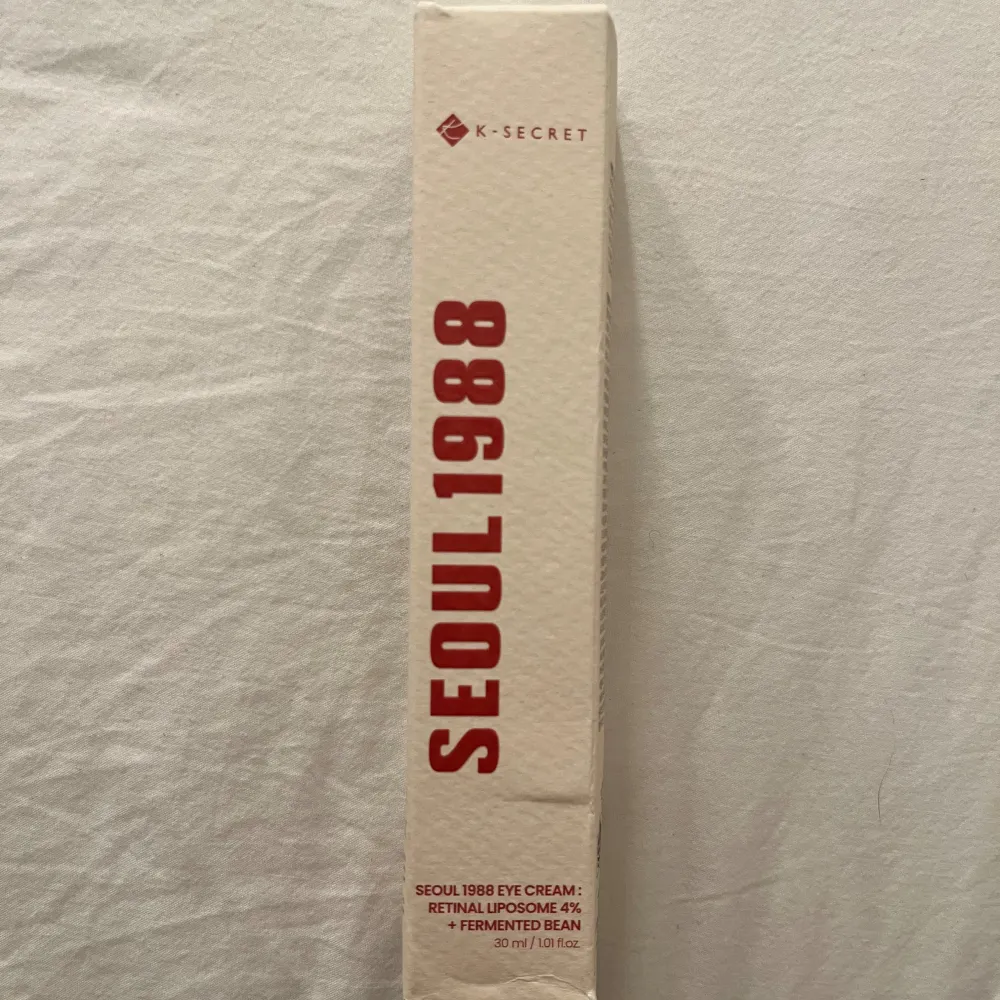 K-SECRET
SEOUL1988
SEOUL 1988 EYE CREAM :
RETINAL LIPOSOME 4%
+ FERMENTED BEAN
30 ml / 1.01 fl.oz.